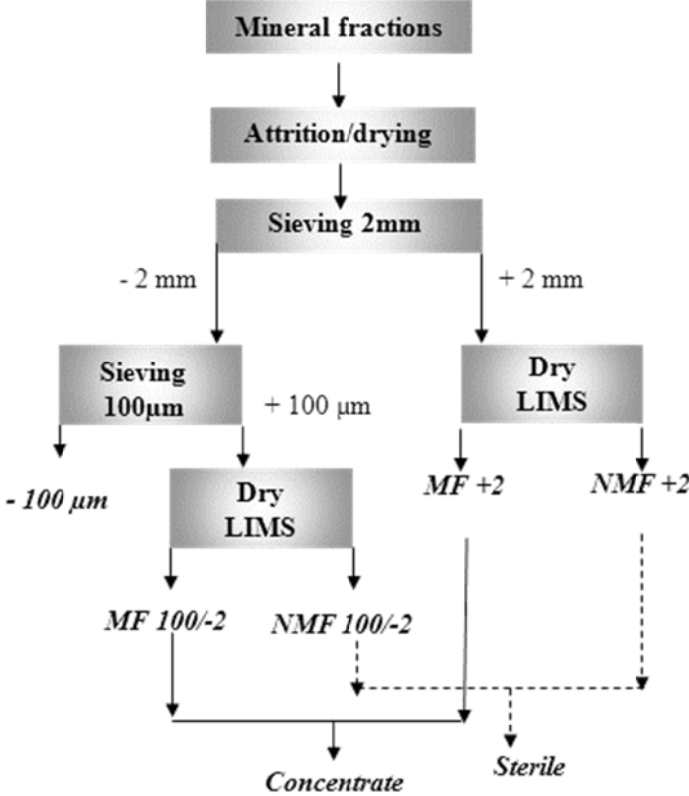 Mineral fractions
Attrition/drying
Sieving 2mm
- 2 mm
+ 2 mm
Sieving
100μm
+ 100 μm
Dry
LIMS
- 100 μm
Dry
LIMS
MF +2
NMF +2
MF 100/-2
NMF 100/-2
Concentrate
Sterile